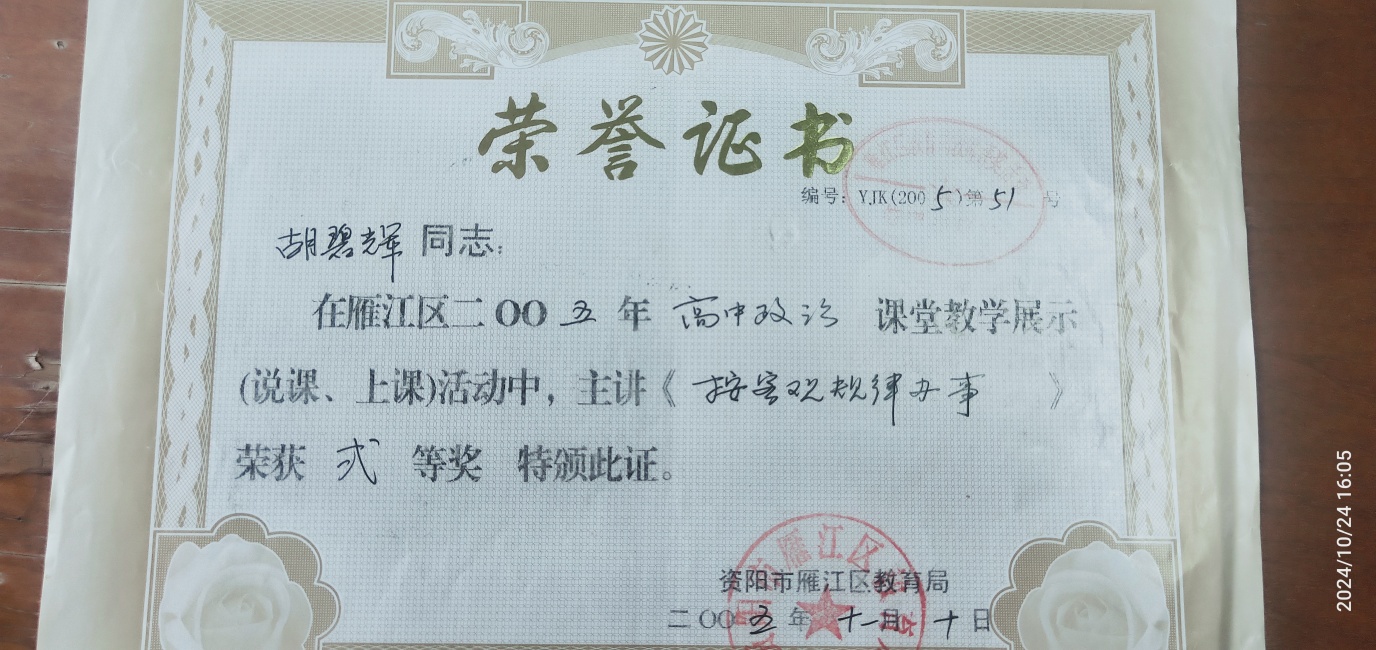 荣誉证书
编号：YJK(2005)第51号
胡碧辉同志：
在雁江区二OO五年高中政治课堂教学展示
(说课、上课)活动中，主讲《按客观规律办事》
荣获弍等奖 特颁此证。
资阳市雁江区教育局
二OO五年十一月十日
2024/10/24 16:05